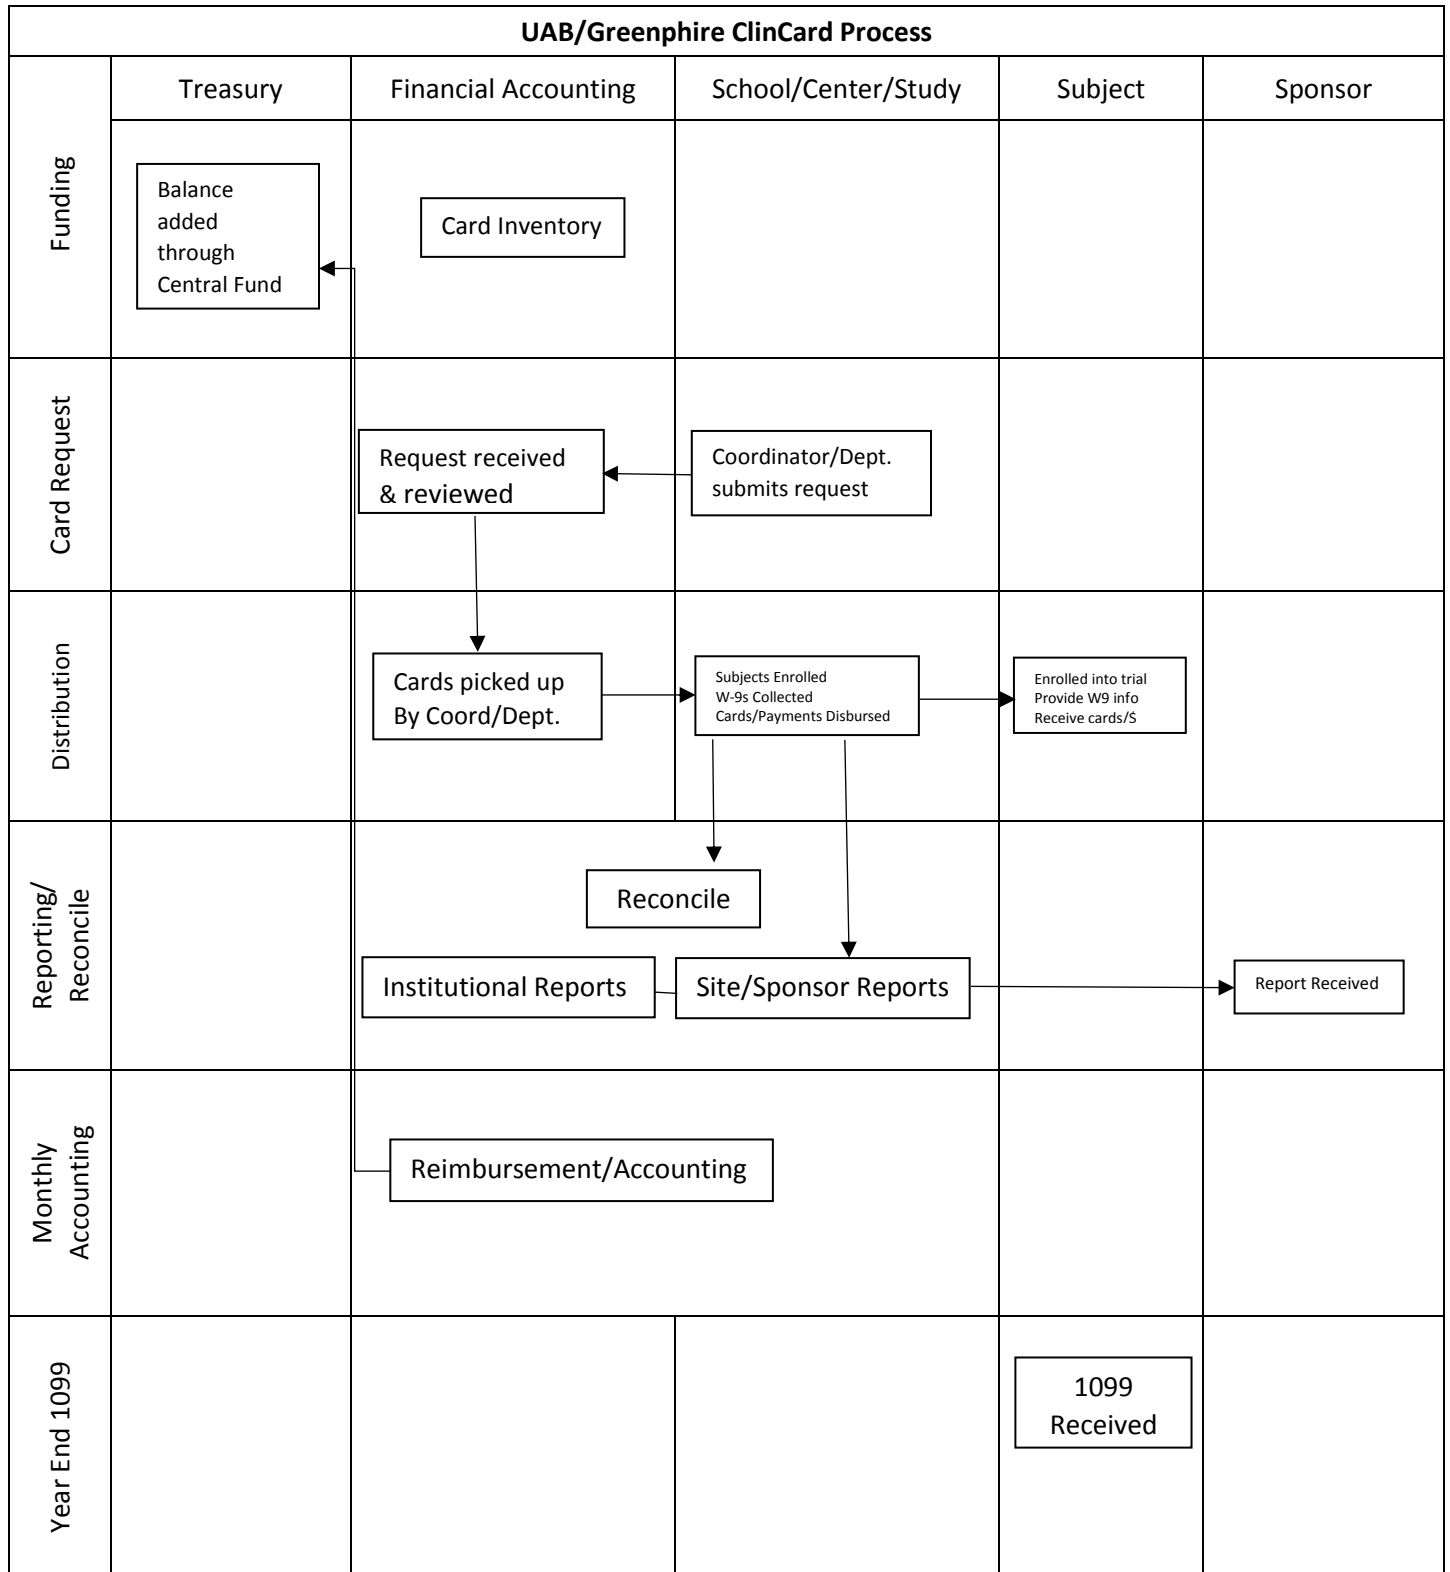 UAB/Greenphire ClinCard Process
Treasury
Financial Accounting
School/Center/Study
Subject
Sponsor
Funding
Balance
added
through
Central Fund
Card Inventory
Card Request
Request received
& reviewed
Coordinator/Dept.
submits request
Distribution
Cards picked up
By Coord/Dept.
Subjects Enrolled
W-9s Collected
Cards/Payments Disbursed
Enrolled into trial
Provide W9 info
Receive cards/$
Reporting/
Reconcile
Reconcile
Institutional Reports
Site/Sponsor Reports
Report Received
Monthly
Accounting
Reimbursement/Accounting
Year End 1099
1099
Received